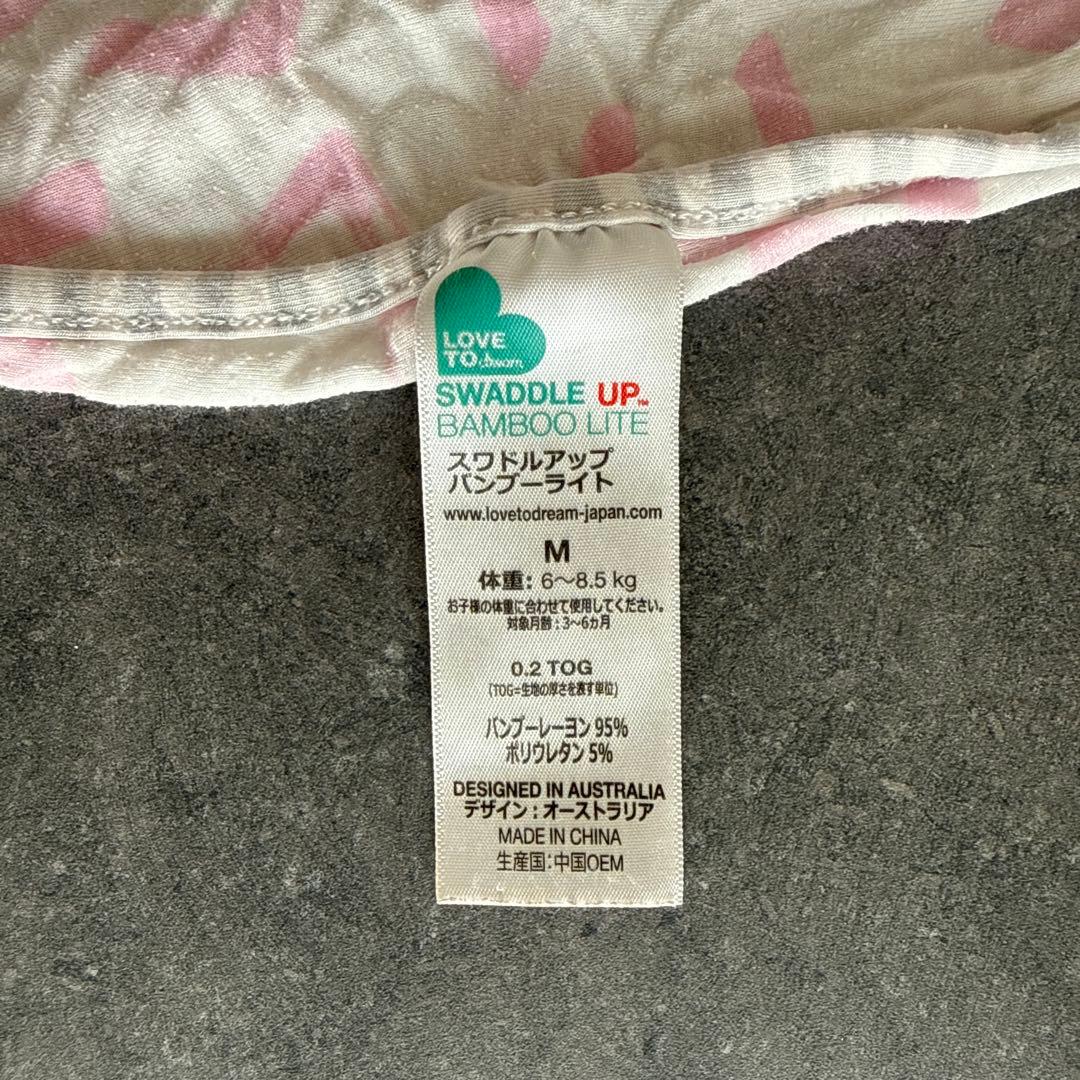 LOVE
TO dream
SWADDLE UP™
BAMBOO LITE
スワドルアップ
バンブーライト
www.lovetodream-japan.com
M
体重: 6〜8.5 kg
お子様の体重に合わせて使用してください。
対象月齢:3〜6ヵ月
0.2 TOG
(TOG=生地の厚さを表す単位)
バンブーレーヨン 95%
ポリウレタン 5%
DESIGNED IN AUSTRALIA
デザイン:オーストラリア
MADE IN CHINA
生産国:中国OEM